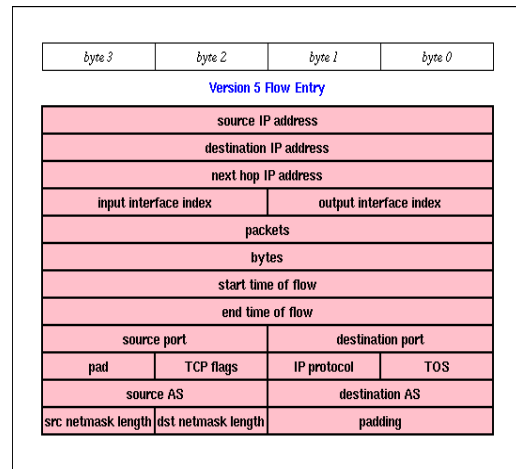 byte 3 byte 2 byte 1 byte 0
Version 5 Flow Entry
source IP address
destination IP address
next hop IP address
input interface index output interface index
packets
bytes
start time of flow
end time of flow
source port destination port
pad TCP flags IP protocol TOS
source AS destination AS
src netmask length dst netmask length padding